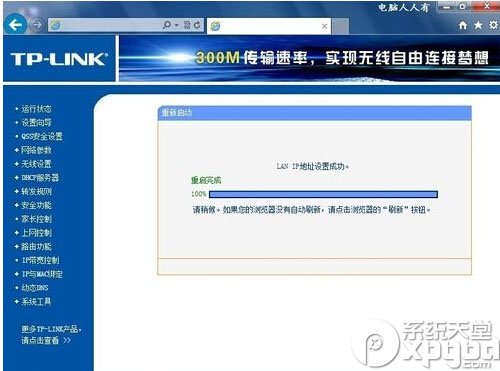 电脑人人有
TP-LINK®
300M传输速率，实现无线自由连接梦想
• 运行状态
• 设置向导
• QSS安全设置
• 网络参数
• 无线设置
• DHCP服务器
• 转发规则
• 安全功能
• 家长控制
• 上网控制
• 路由功能
• IP带宽控制
• IP与MAC绑定
• 动态DNS
• 系统工具
更多TP-LINK产品，
请点击查看 >>
重新启动
LAN IP地址设置成功。
重启完成
100%
请稍候。如果您的浏览器没有自动刷新，请点击浏览器的“刷新”按钮。
系统天堂